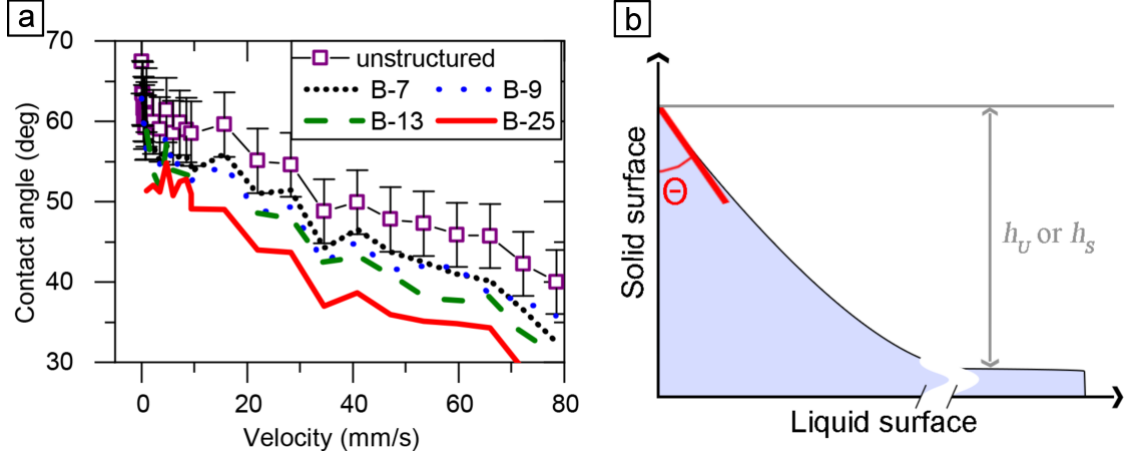 a
70
60
50
40
30
Contact angle (deg)
unstructured
B-7
B-9
B-13
B-25
0
20
40
60
80
Velocity (mm/s)
b
Solid surface
Θ
h_U or h_S
Liquid surface